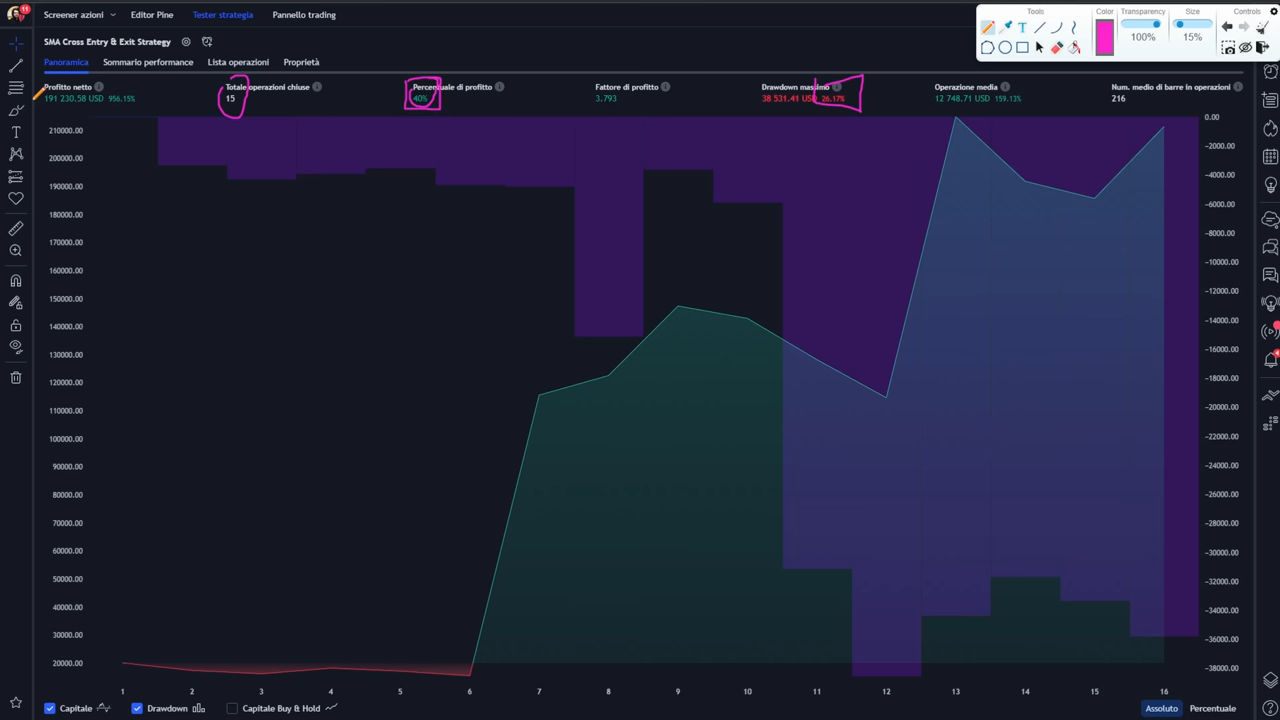 11
Screener azioni
Editor Pine
Tester strategia
Pannello trading
Tools
Color
Transparency
Size
Controls
100%
15%
SMA Cross Entry & Exit Strategy
Panoramica
Sommario performance
Lista operazioni
Proprietà
Profitto netto
Totale operazioni chiuse
Percentuale di profitto
Fattore di profitto
Drawdown massimo
Operazione media
Num. medio di barre in operazioni
191 230.58 USD 956.15%
15
40%
3.793
38 531.41 USD 26.17%
12 748.71 USD 159.13%
216
210000.00
200000.00
190000.00
180000.00
170000.00
160000.00
150000.00
140000.00
130000.00
120000.00
110000.00
100000.00
90000.00
80000.00
70000.00
60000.00
50000.00
40000.00
30000.00
20000.00
0.00
-2000.00
-4000.00
-6000.00
-8000.00
-10000.00
-12000.00
-14000.00
-16000.00
-18000.00
-20000.00
-22000.00
-24000.00
-26000.00
-28000.00
-30000.00
-32000.00
-34000.00
-36000.00
-38000.00
1 2 3 4 5 6 7 8 9 10 11 12 13 14 15 16
Capitale
Drawdown
Capitale Buy & Hold
Assoluto
Percentuale